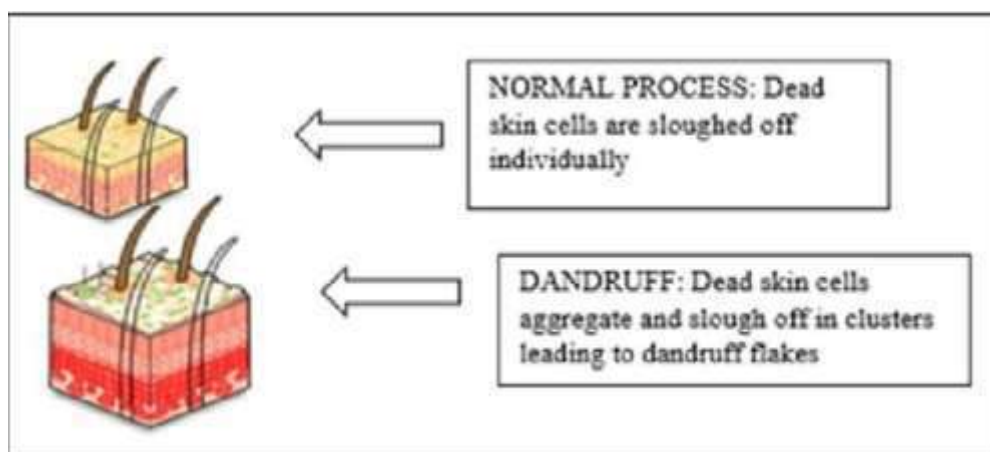 NORMAL PROCESS: Dead
skin cells are sloughed off
individually
DANDRUFF: Dead skin cells
aggregate and slough off in clusters
leading to dandruff flakes